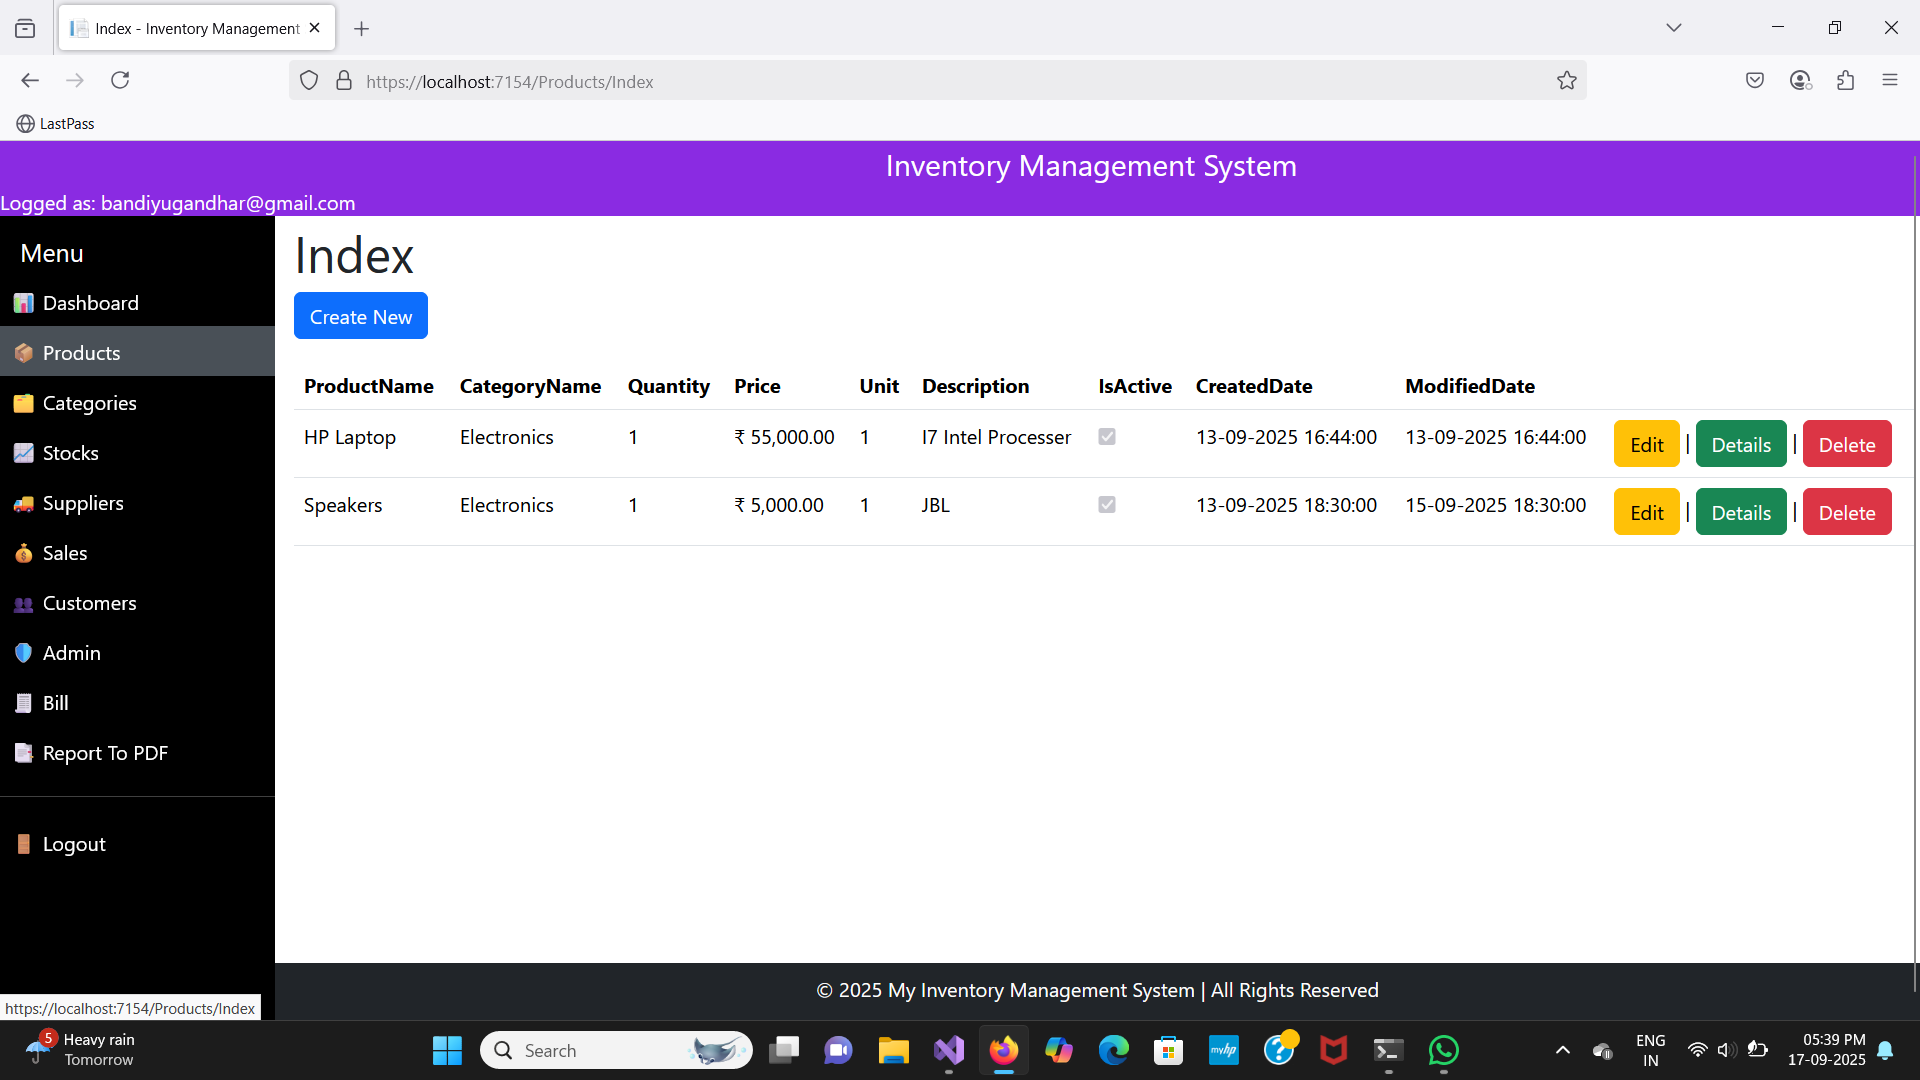 Index - Inventory Management
https://localhost:7154/Products/Index
LastPass
Inventory Management System
Logged as: bandiyugandhar@gmail.com
Menu
Dashboard
Products
Categories
Stocks
Suppliers
Sales
Customers
Admin
Bill
Report To PDF
Logout
Index
Create New
ProductName CategoryName Quantity Price Unit Description IsActive CreatedDate ModifiedDate
HP Laptop Electronics 1 ₹ 55,000.00 1 I7 Intel Processer 13-09-2025 16:44:00 13-09-2025 16:44:00 Edit | Details | Delete
Speakers Electronics 1 ₹ 5,000.00 1 JBL 13-09-2025 18:30:00 15-09-2025 18:30:00 Edit | Details | Delete
© 2025 My Inventory Management System | All Rights Reserved
https://localhost:7154/Products/Index
5
Heavy rain
Tomorrow
Search
myhp
ENG
IN
05:39 PM
17-09-2025